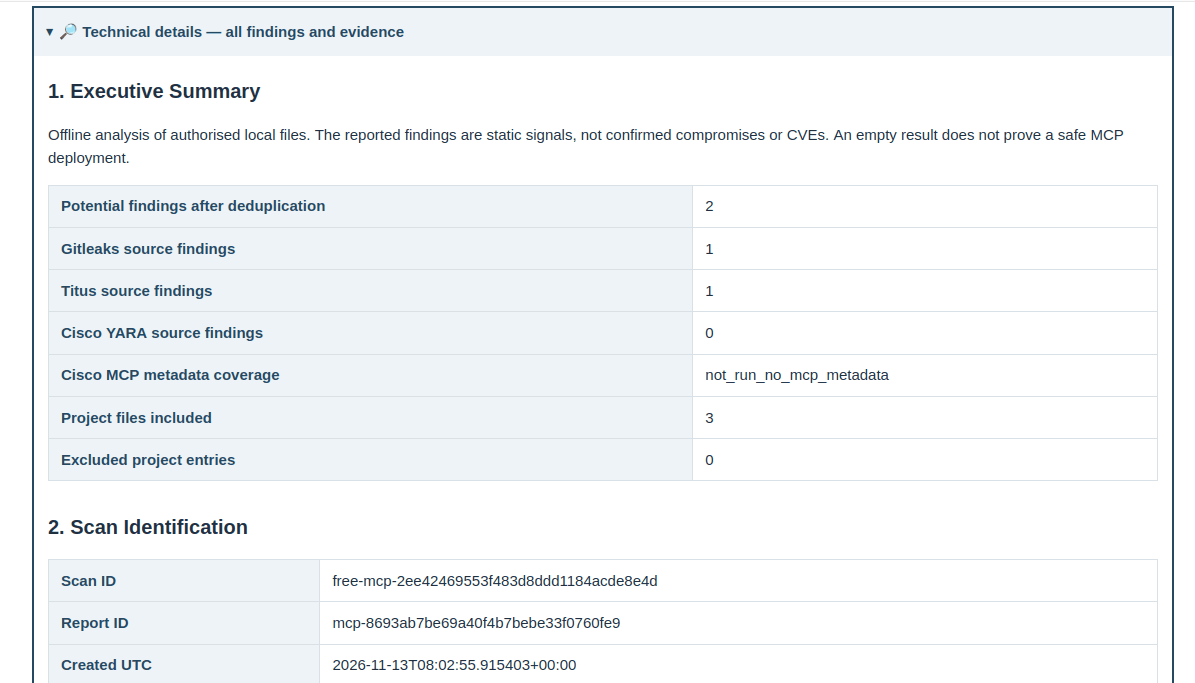 ▼ 🔎 Technical details — all findings and evidence
1. Executive Summary
Offline analysis of authorised local files. The reported findings are static signals, not confirmed compromises or CVEs. An empty result does not prove a safe MCP
deployment.
Potential findings after deduplication 2
Gitleaks source findings 1
Titus source findings 1
Cisco YARA source findings 0
Cisco MCP metadata coverage not_run_no_mcp_metadata
Project files included 3
Excluded project entries 0
2. Scan Identification
Scan ID free-mcp-2ee42469553f483d8ddd1184acde8e4d
Report ID mcp-8693ab7be69a40f4b7bebe33f0760fe9
Created UTC 2026-11-13T08:02:55.915403+00:00